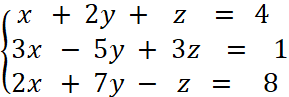 x + 2y + z = 4
3x − 5y + 3z = 1
2x + 7y − z = 8